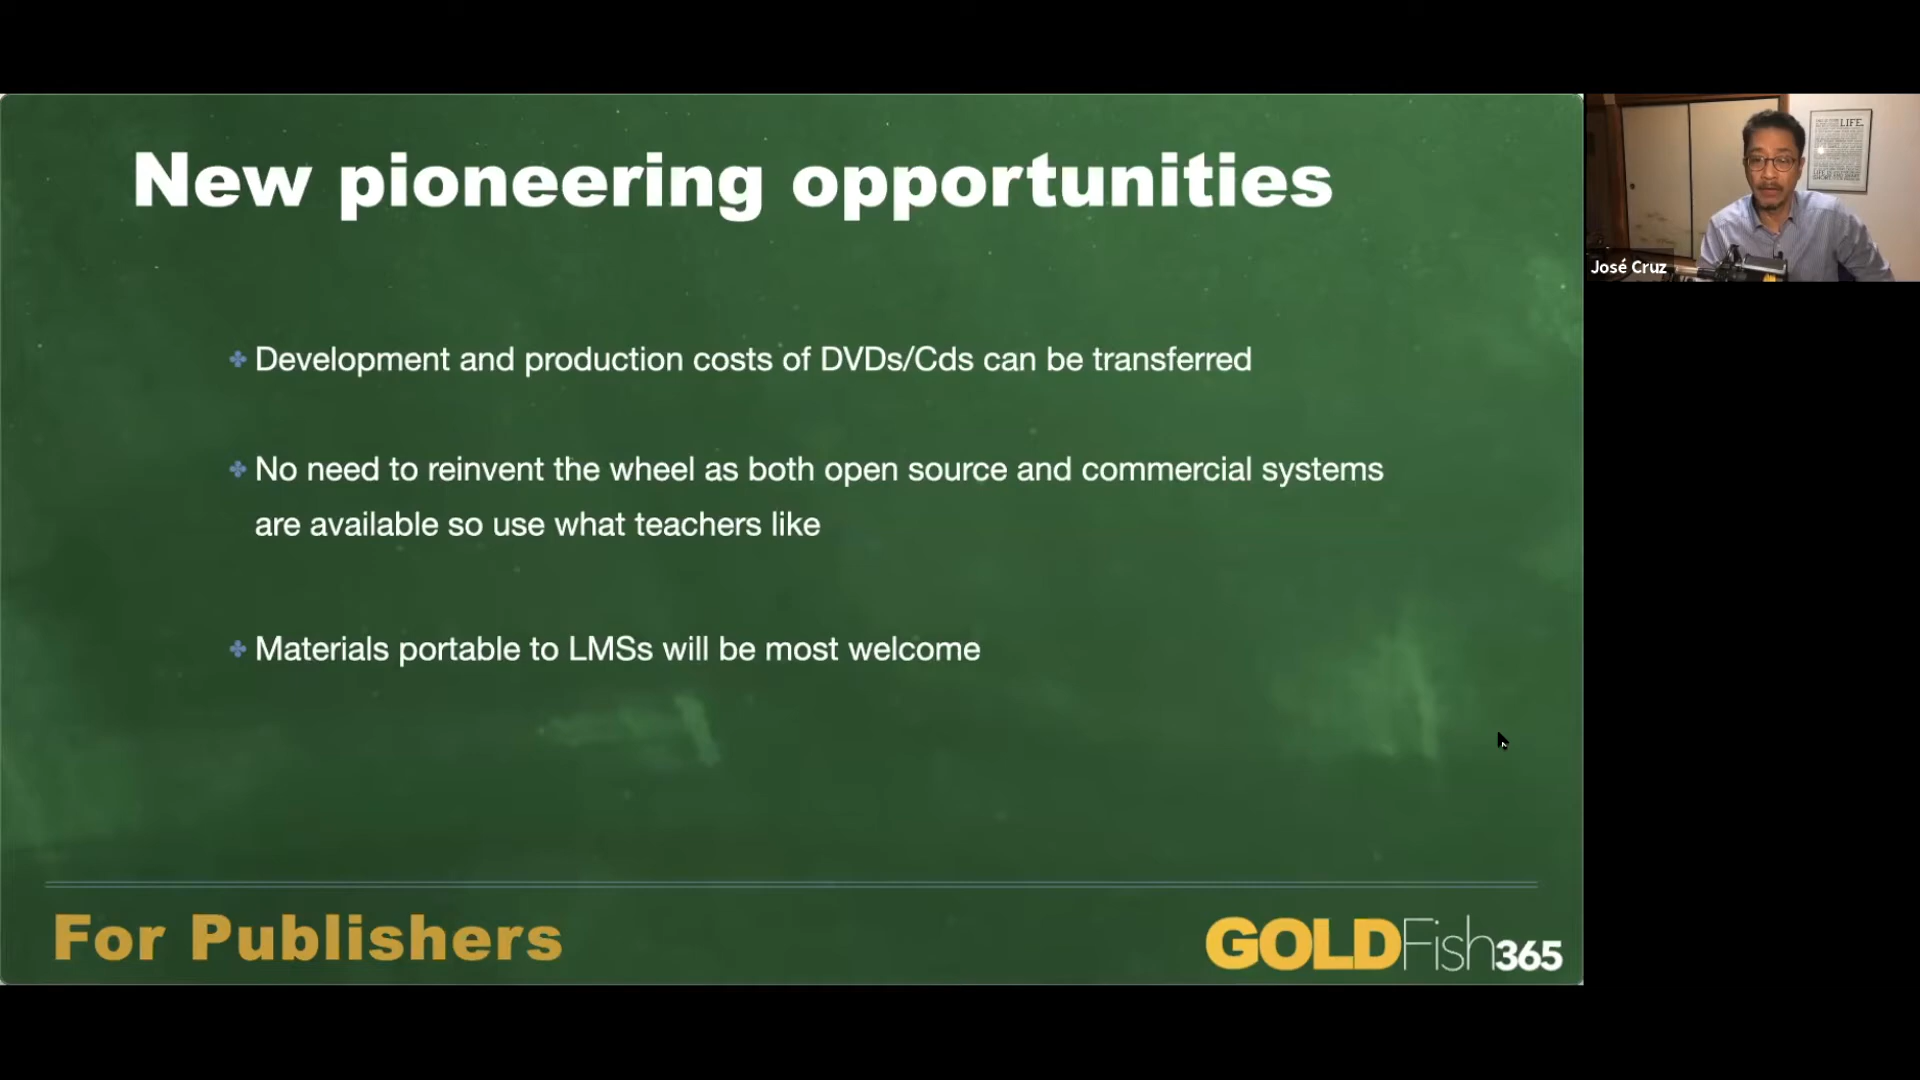 New pioneering opportunities
Development and production costs of DVDs/Cds can be transferred
No need to reinvent the wheel as both open source and commercial systems
are available so use what teachers like
Materials portable to LMSs will be most welcome
For Publishers
GOLDFish365
LIFE
José Cruz